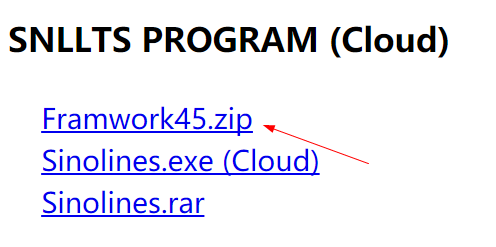 SNLLTS PROGRAM (Cloud)
Framwork45.zip
Sinolines.exe (Cloud)
Sinolines.rar